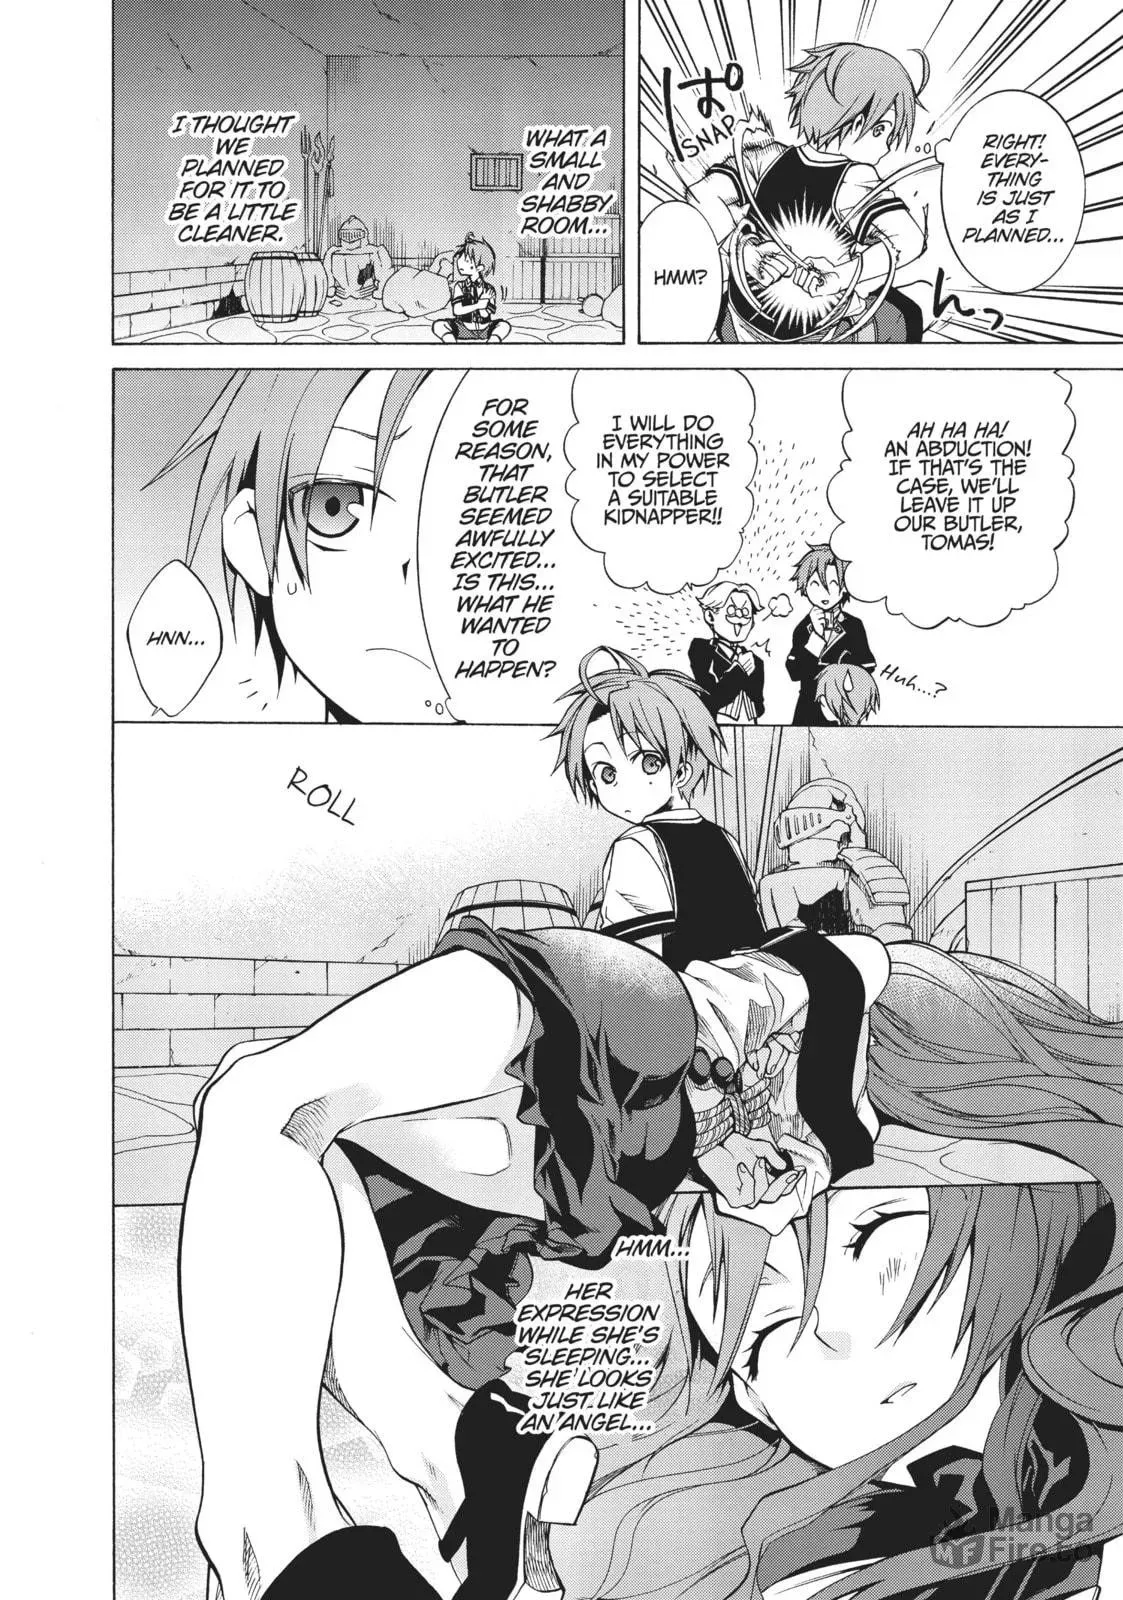 RIGHT!
EVERY-
THING
IS JUST
AS I
PLANNED...
ぱんっ
SNAP
HMM?
WHAT A
SMALL
AND
SHABBY
ROOM...
I THOUGHT
WE
PLANNED
FOR IT TO
BE A LITTLE
CLEANER.
AH HA HA!
AN ABDUCTION!
IF THAT'S THE
CASE, WE'LL
LEAVE IT UP
OUR BUTLER,
TOMAS!
Huh...?
I WILL DO
EVERYTHING
IN MY POWER
TO SELECT
A SUITABLE
KIDNAPPER!!
FOR
SOME
REASON,
THAT
BUTLER
SEEMED
AWFULLY
EXCITED...
IS THIS...
WHAT HE
WANTED
TO
HAPPEN?
HNN...
ROLL
HMM...
HER
EXPRESSION
WHILE SHE'S
SLEEPING...
SHE LOOKS
JUST LIKE
AN ANGEL...
Manga
Fire.to
MF